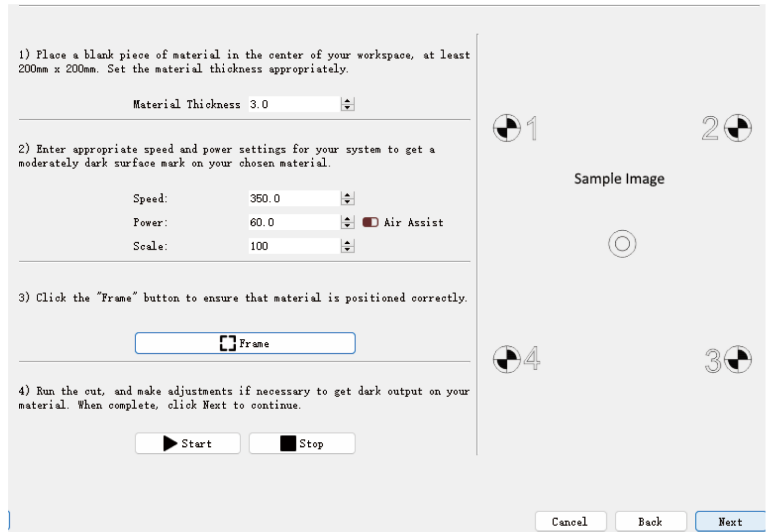 1) Place a blank piece of material in the center of your workspace, at least
200mm x 200mm. Set the material thickness appropriately.
Material Thickness 3.0
2) Enter appropriate speed and power settings for your system to get a
moderately dark surface mark on your chosen material.
Speed: 350.0
Power: 60.0 Air Assist
Scale: 100
3) Click the "Frame" button to ensure that material is positioned correctly.
Frame
4) Run the cut, and make adjustments if necessary to get dark output on your
material. When complete, click Next to continue.
Start Stop
1 2
Sample Image
4 3
Cancel Back Next